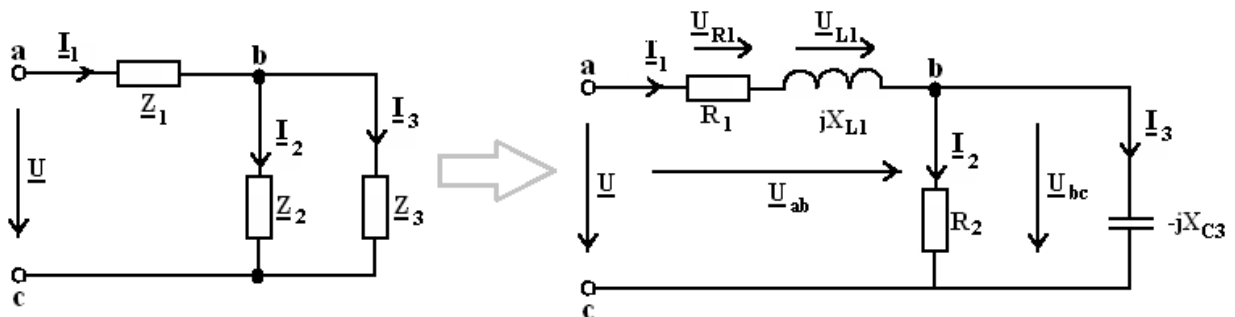 a
I1
b
Z1
I2
I3
U
Z2
Z3
c
a
I1
UR1
UL1
b
R1
jXL1
I2
I3
U
Uab
R2
Ubc
-jXC3
c